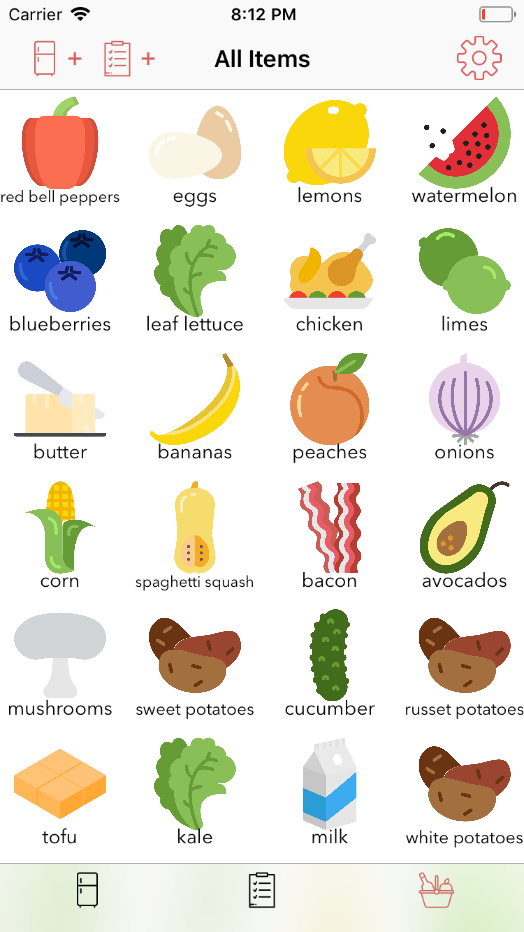 Carrier 8:12 PM
+ + All Items
red bell peppers eggs lemons watermelon
blueberries leaf lettuce chicken limes
butter bananas peaches onions
corn spaghetti squash bacon avocados
mushrooms sweet potatoes cucumber russet potatoes
tofu kale milk white potatoes